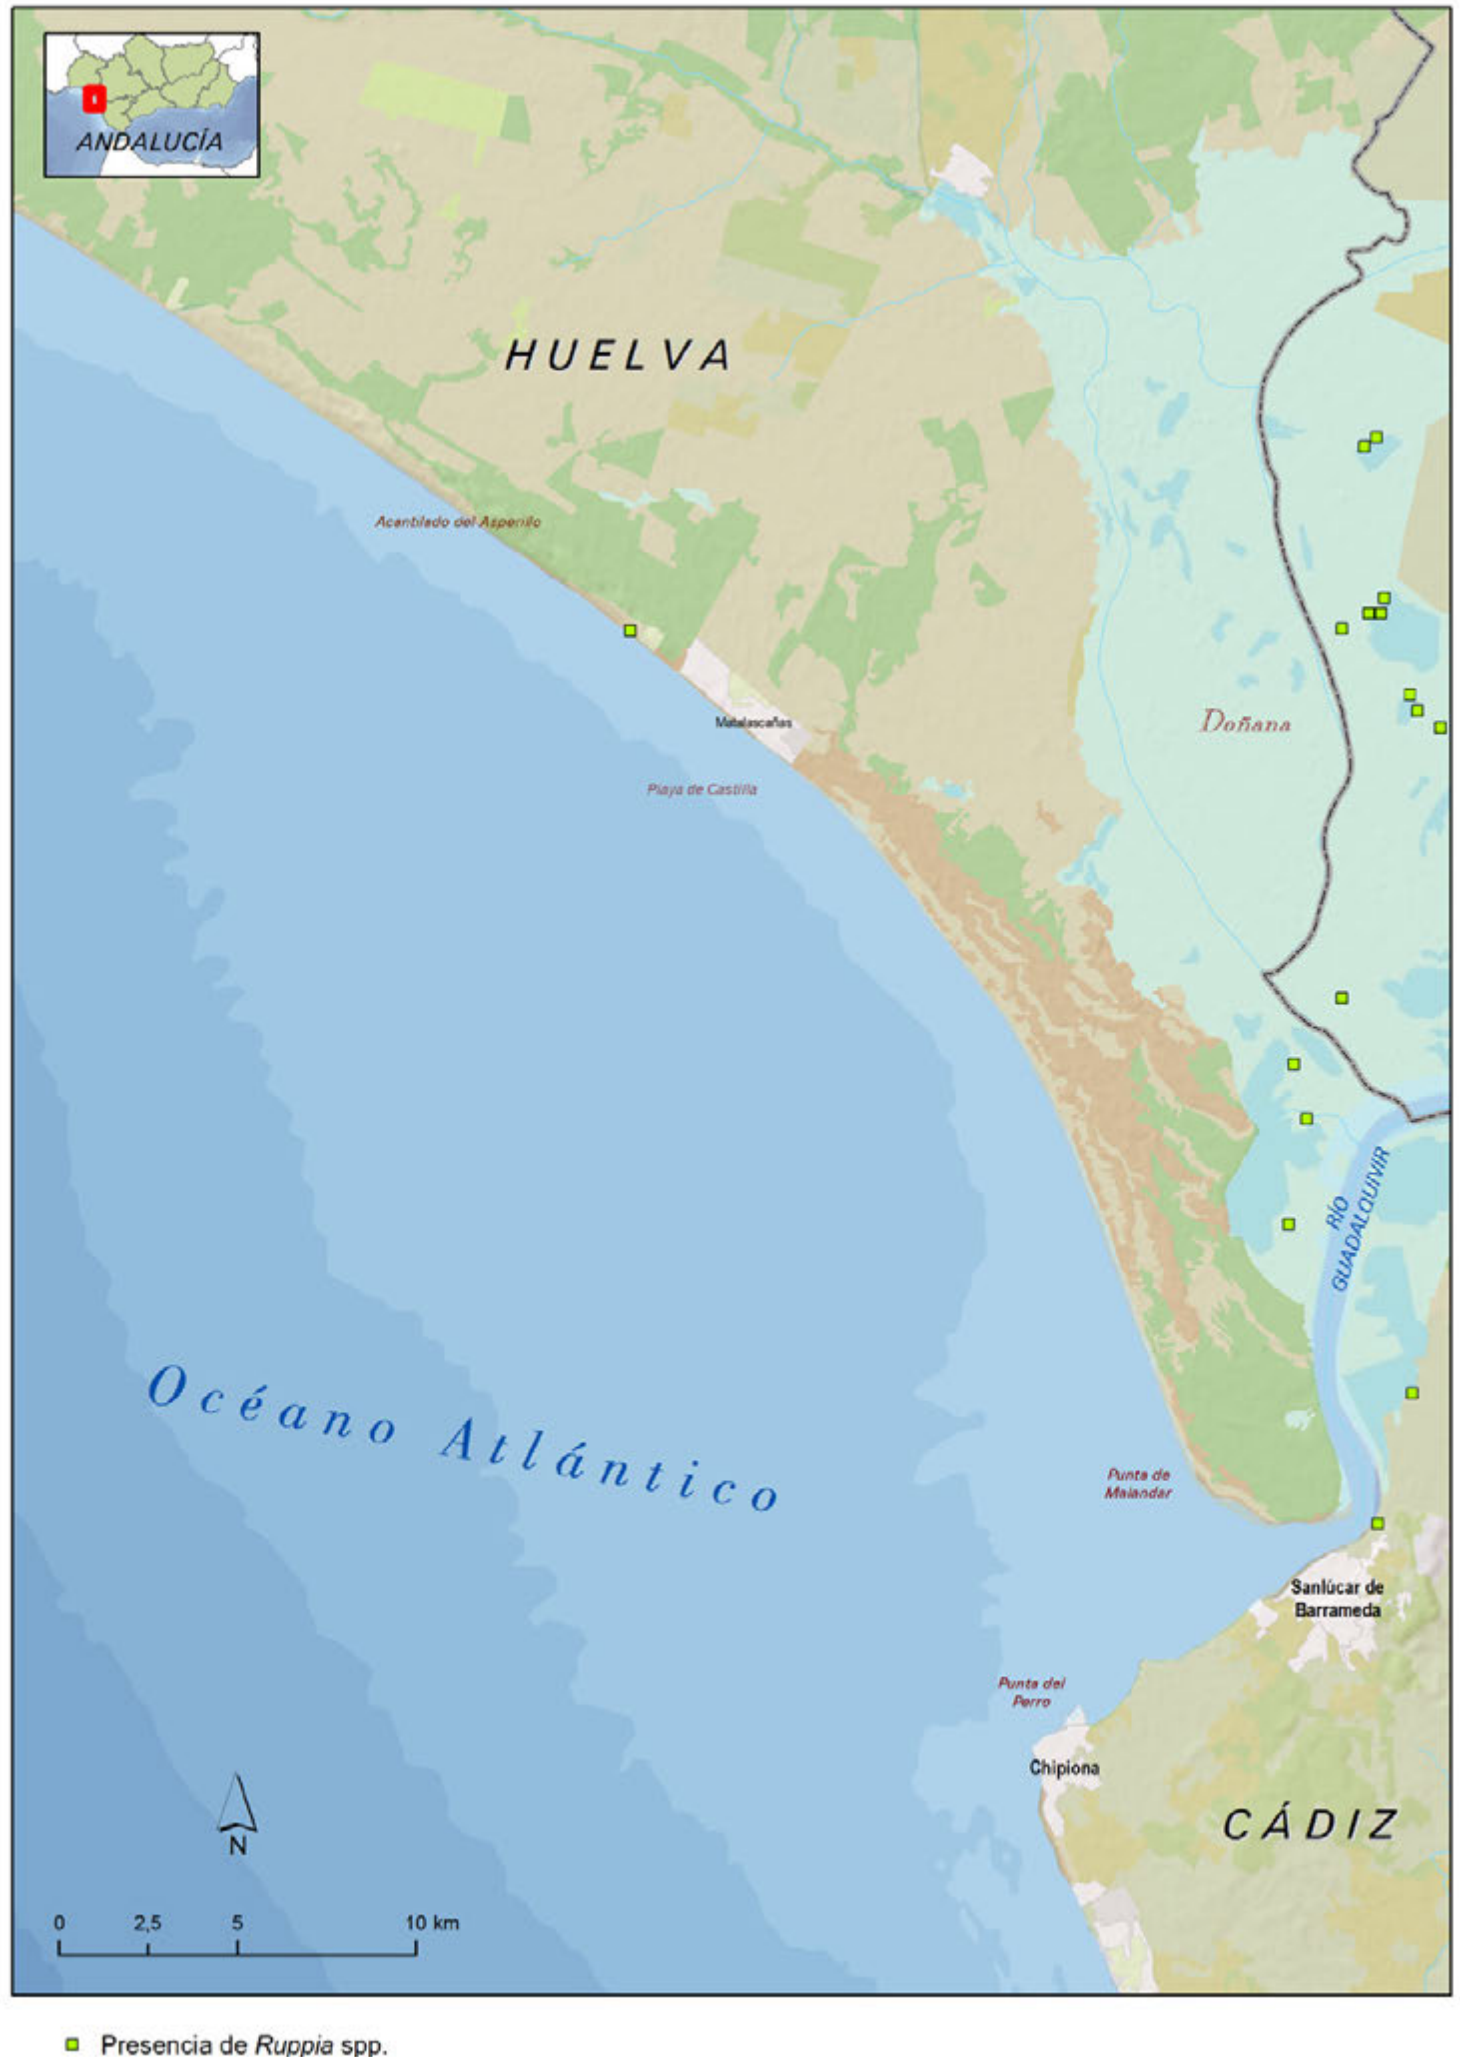 ANDALUCÍA
HUELVA
Acantilado del Asperillo
Matalascañas
Doñana
Playa de Castilla
RÍO
GUADALQUIVIR
Océano Atlántico
Punta de
Malandar
Sanlúcar de
Barrameda
Punta del
Perro
Chipiona
CÁDIZ
N
0 2,5 5 10 km
Presencia de Ruppia spp.